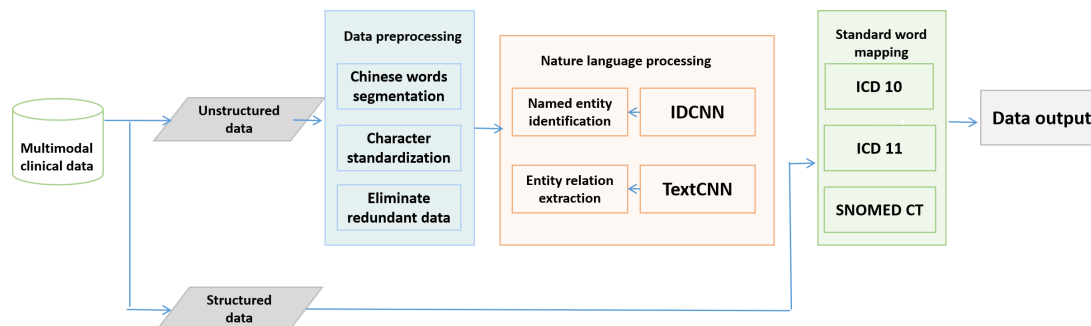 Multimodal
clinical data
Unstructured
data
Structured
data
Data preprocessing
Chinese words
segmentation
Character
standardization
Eliminate
redundant data
Nature language processing
Named entity
identification
IDCNN
Entity relation
extraction
TextCNN
Standard word
mapping
ICD 10
ICD 11
SNOMED CT
Data output